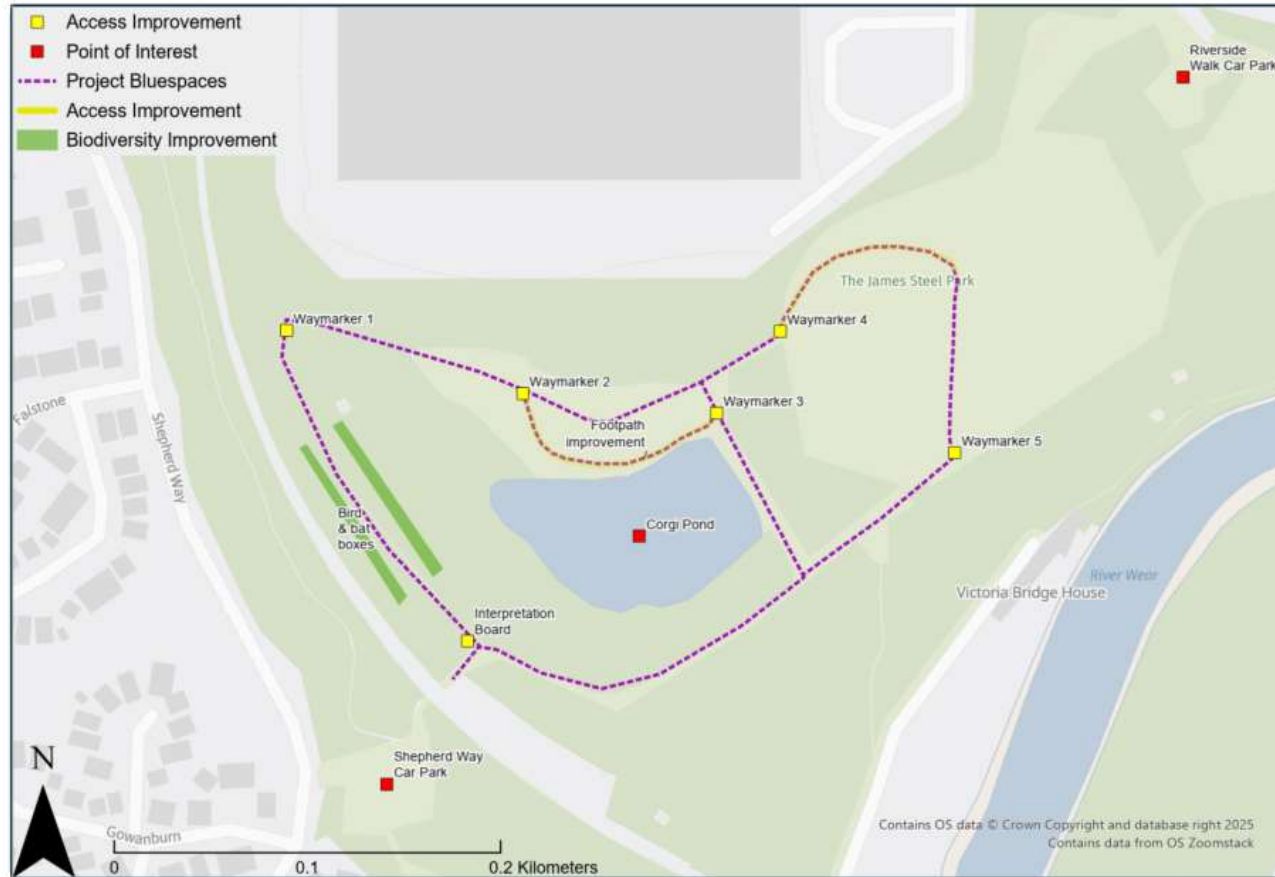 Access Improvement
Point of Interest
Project Bluespaces
Access Improvement
Biodiversity Improvement
Riverside
Walk Car Park
The James Steel Park
Waymarker 1
Waymarker 4
Waymarker 2
Waymarker 3
Footpath
improvement
Falstone
Shepherd Way
Waymarker 5
Bird
& bat
boxes
Corgi Pond
River Wear
Victoria Bridge House
Interpretation
Board
Shepherd Way
Car Park
N
Gowanburn
0
0.1
0.2 Kilometers
Contains OS data © Crown Copyright and database right 2025
Contains data from OS Zoomstack